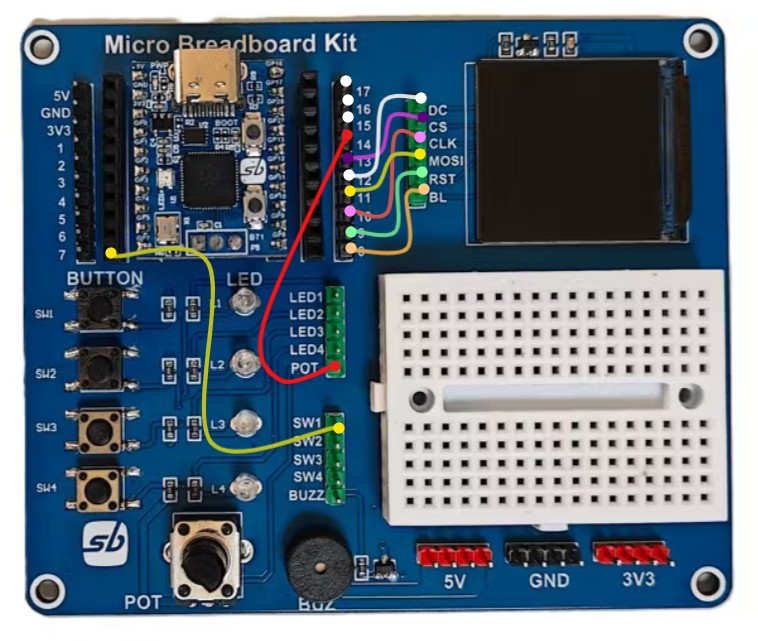 Micro Breadboard Kit
5V
GND
3V3
1
2
3
4
5
6
7
17
16
15
14
13
12
11
10
PWR
BOOT
DC
CS
CLK
MOSI
RST
BL
BUTTON
LED
SW1
SW2
SW3
SW4
L1
L2
L3
L4
LED1
LED2
LED3
LED4
POT
SW1
SW2
SW3
SW4
BUZZ
sb
POT
BUZ
5V
GND
3V3